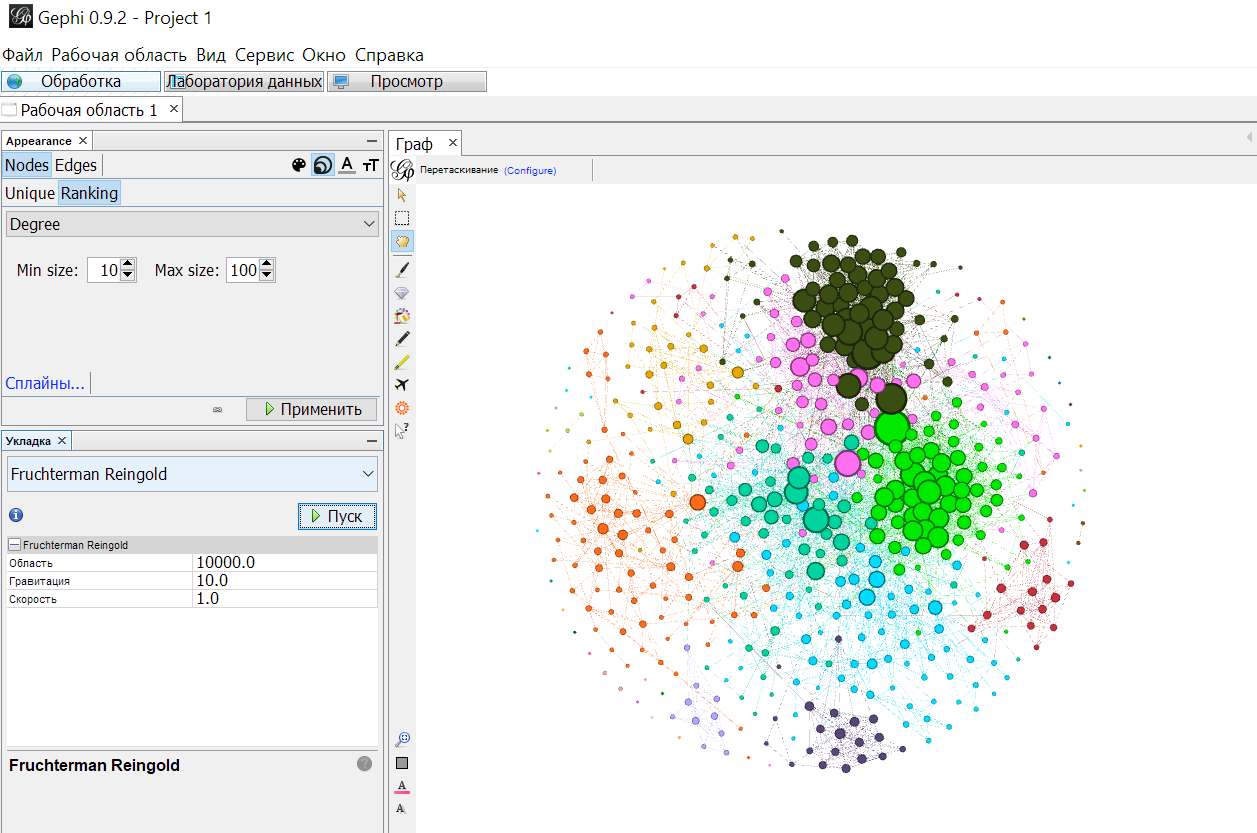 Gephi 0.9.2 - Project 1
Файл Рабочая область Вид Сервис Окно Справка
Обработка Лаборатория данных Просмотр
Рабочая область 1 ×
Appearance × Граф ×
Nodes Edges A тT
Перетаскивание (Configure)
Unique Ranking
Degree
Min size: 10 Max size: 100
Сплайны...
Применить
Укладка ×
Fruchterman Reingold
Пуск
Fruchterman Reingold
Область 10000.0
Гравитация 10.0
Скорость 1.0
Fruchterman Reingold ?
A
A